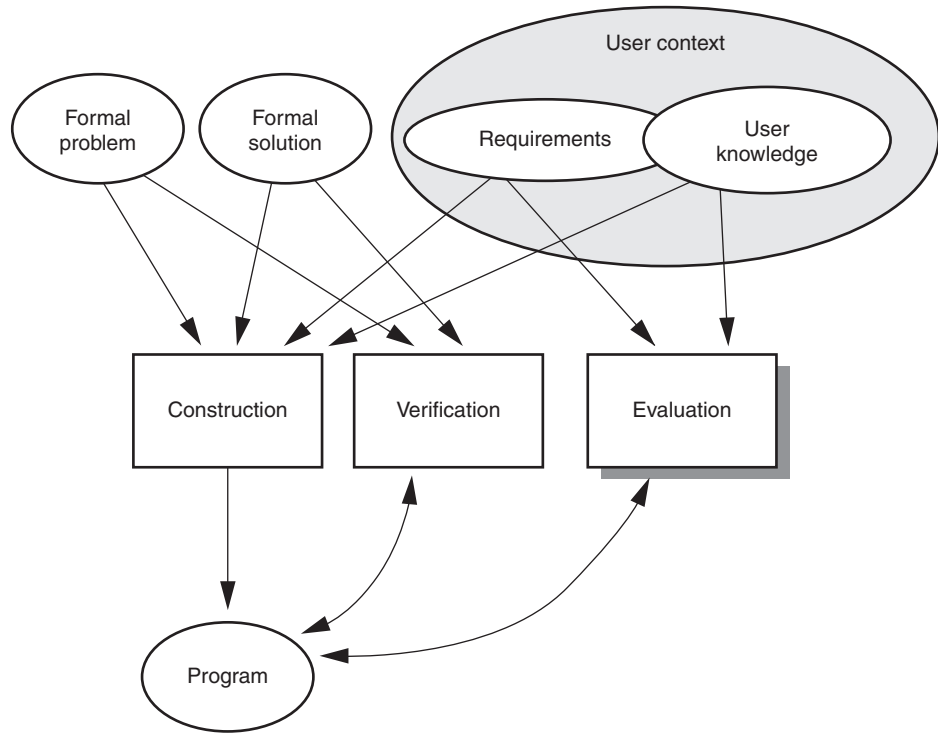 User context
Formal
problem
Formal
solution
Requirements
User
knowledge
Construction
Verification
Evaluation
Program